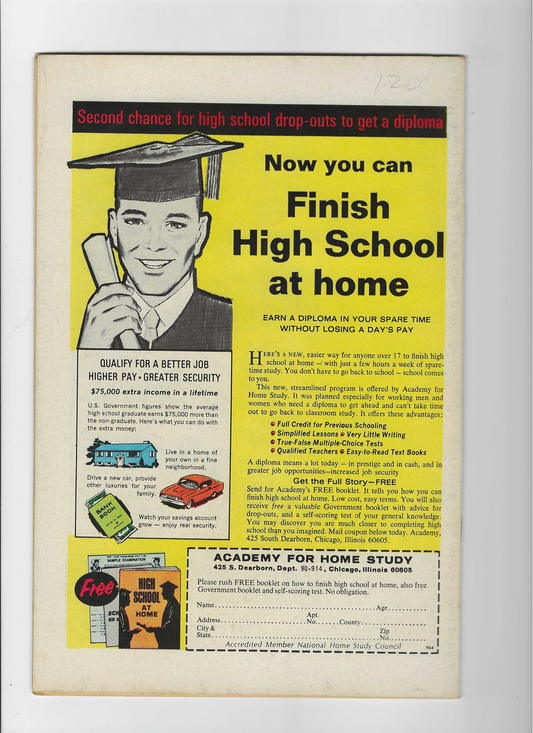 120
Second chance for high school drop-outs to get a diploma
Now you can
Finish
High School
at home
EARN A DIPLOMA IN YOUR SPARE TIME
WITHOUT LOSING A DAY'S PAY
QUALIFY FOR A BETTER JOB
HIGHER PAY • GREATER SECURITY
$75,000 extra income in a lifetime
U.S. Government figures show the average
high school graduate earns $75,000 more than
the non-graduate. Here's what you can do with
the extra money:
Live in a home of
your own in a fine
neighborhood.
Drive a new car, provide
other luxuries for your
family.
BANK
BOOK
Watch your savings account
grow — enjoy real security.
HERE'S A NEW, easier way for anyone over 17 to finish high
school at home — with just a few hours a week of spare-
time study. You don't have to go back to school — school comes
to you.
This new, streamlined program is offered by Academy for
Home Study. It was planned especially for working men and
women who need a diploma to get ahead and can't take time
out to go back to classroom study. It offers these advantages:
• Full Credit for Previous Schooling
• Simplified Lessons • Very Little Writing
• True-False Multiple-Choice Tests
• Qualified Teachers • Easy-to-Read Text Books
A diploma means a lot today — in prestige and in cash, and in
greater job opportunities—increased job security
Get the Full Story—FREE
Send for Academy's FREE booklet. It tells you how you can
finish high school at home. Low cost, easy terms. You will also
receive free a valuable Government booklet with advice for
drop-outs, and a self-scoring test of your general knowledge.
You may discover you are much closer to completing high
school than you imagined. Mail coupon below today. Academy,
425 South Dearborn, Chicago, Illinois 60605.
Free
SAMPLE EXAMINATION
HIGH
SCHOOL
AT
HOME
ACADEMY FOR HOME STUDY
425 S. Dearborn, Dept. 90-914, Chicago, Illinois 60605
Please rush FREE booklet on how to finish high school at home, also free
Government booklet and self-scoring test. No obligation.
Name Age
Apt.
Address No. County
City & Zip
State No.
Accredited Member National Home Study Council 964